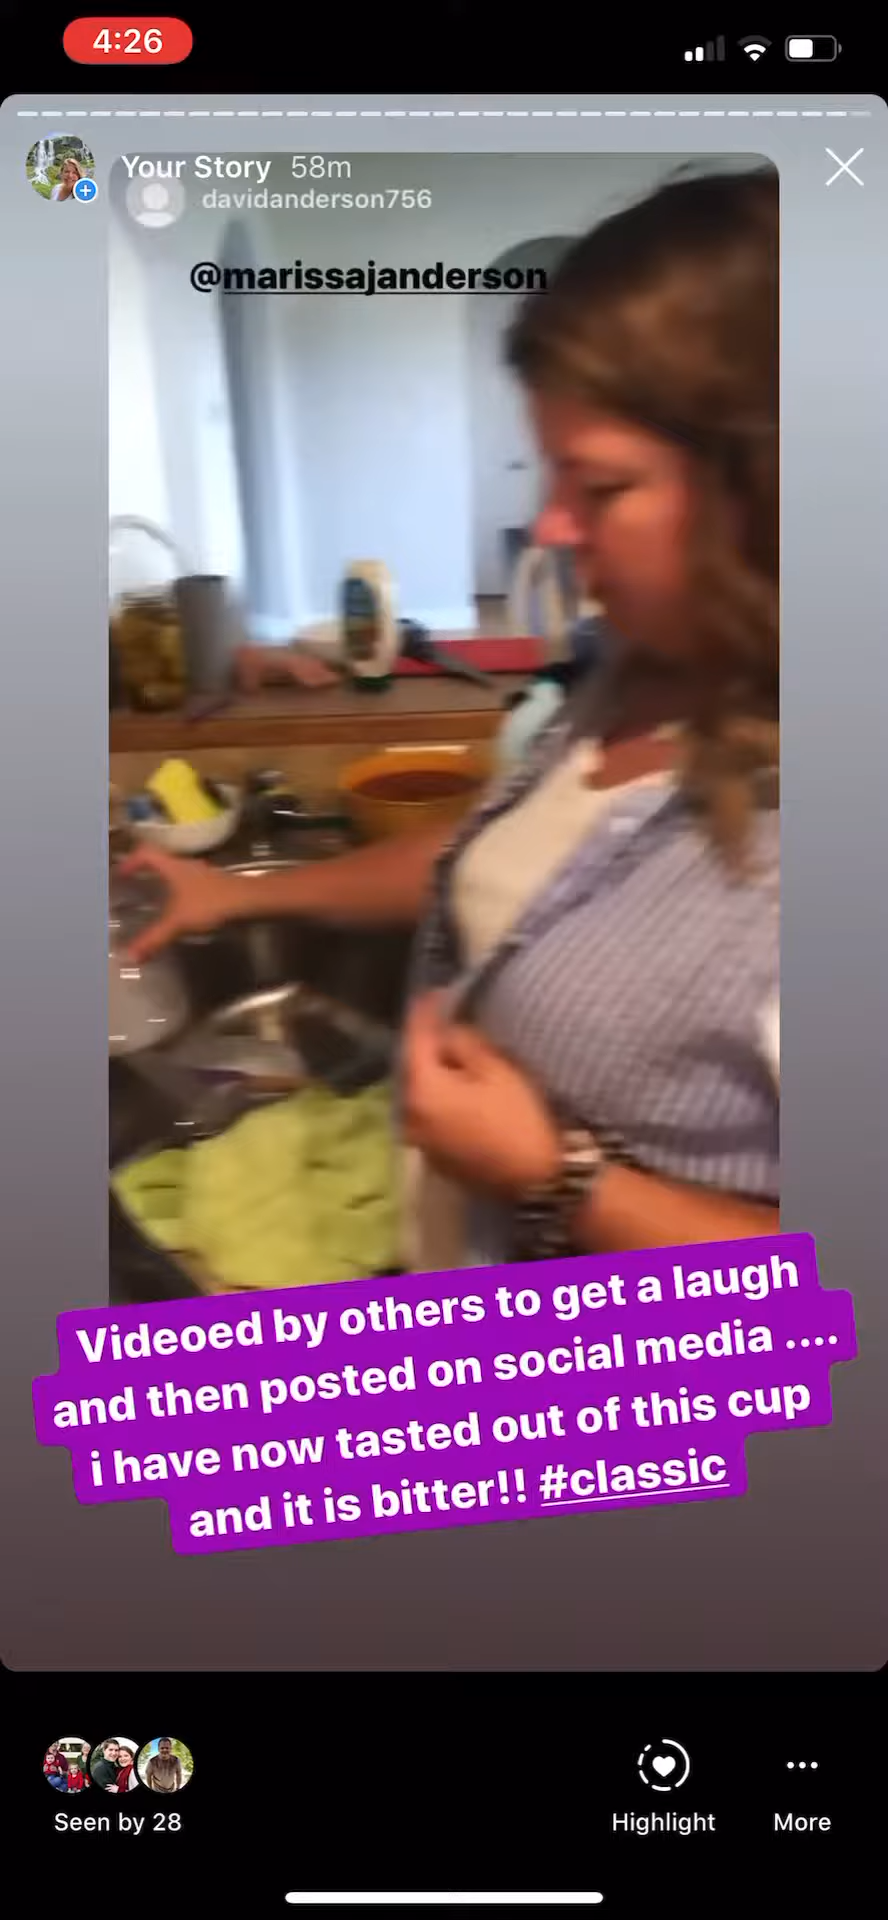 4:26
Your Story 58m
davidanderson756
@marissajanderson
Videoed by others to get a laugh
and then posted on social media ....
i have now tasted out of this cup
and it is bitter!! #classic
Seen by 28
Highlight
More